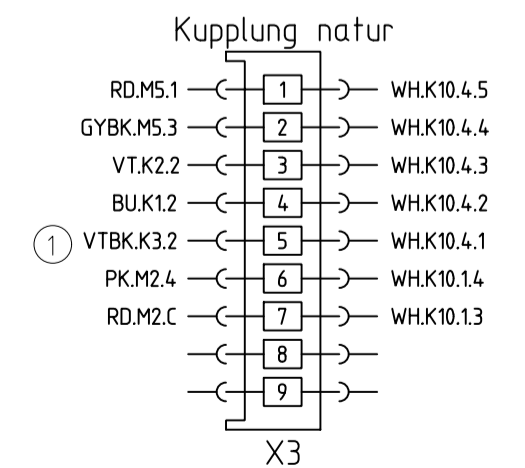 Kupplung natur
RD.M5.1 1 WH.K10.4.5
GYBK.M5.3 2 WH.K10.4.4
VT.K2.2 3 WH.K10.4.3
BU.K1.2 4 WH.K10.4.2
1 VTBK.K3.2 5 WH.K10.4.1
PK.M2.4 6 WH.K10.1.4
RD.M2.C 7 WH.K10.1.3
8
9
X3